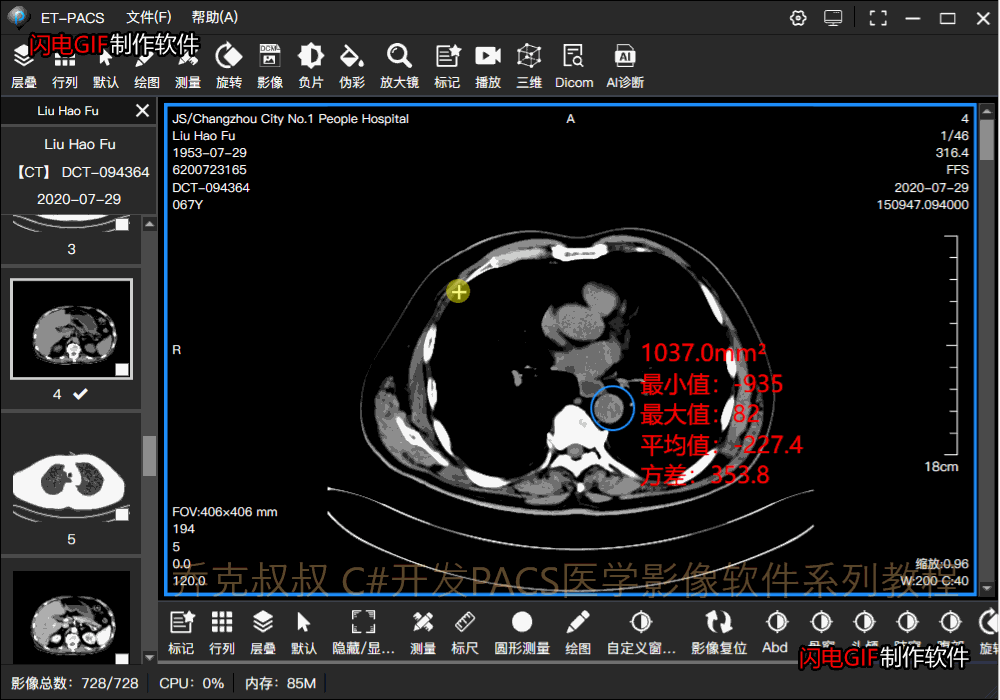 ET-PACS 文件(F) 帮助(A)
闪电GIF制作软件
层叠 行列 默认 绘图 测量 旋转 影像 负片 伪彩 放大镜 标记 播放 三维 Dicom AI诊断
DCM
AI
Liu Hao Fu
Liu Hao Fu
【CT】 DCT-094364
2020-07-29
3
4
5
JS/Changzhou City No.1 People Hospital
Liu Hao Fu
1953-07-29
6200723165
DCT-094364
067Y
A
4
1/46
316.4
FFS
2020-07-29
150947.094000
R
1037.0mm²
最小值: -935
最大值: 82
平均值: -227.4
方差: 353.8
18cm
FOV:406×406 mm
194
5
0.0
120.0
缩放:0.96
W:200 C:40
乔克叔叔 C#开发PACS医学影像软件系列教程
标记 行列 层叠 默认 隐藏/显... 测量 标尺 圆形测量 绘图 自定义窗... 影像复位 Abd
闪电GIF制作软件
影像总数: 728/728 CPU: 0% 内存: 85M